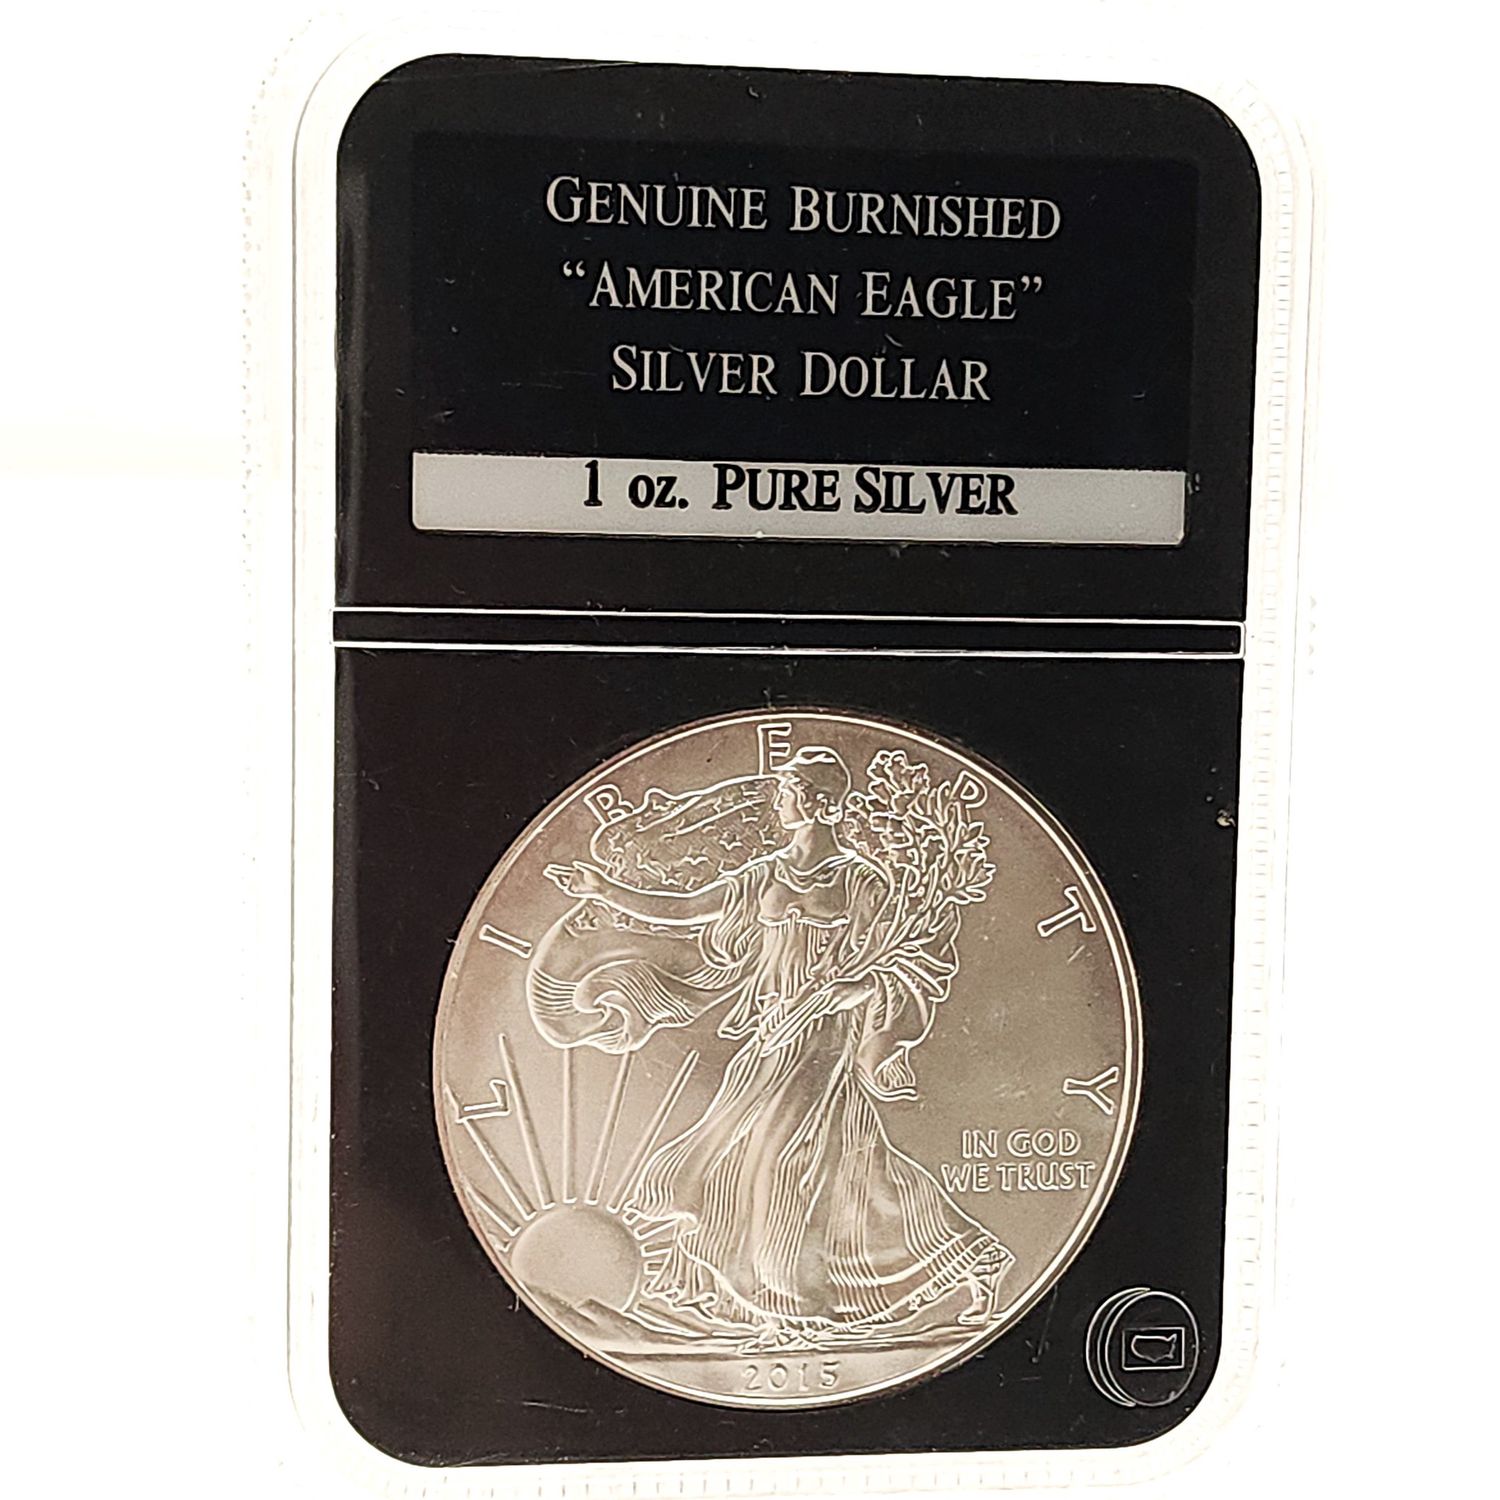 GENUINE BURNISHED
“AMERICAN EAGLE”
SILVER DOLLAR
1 oz. PURE SILVER
LIBERTY
IN GOD
WE TRUST
2015